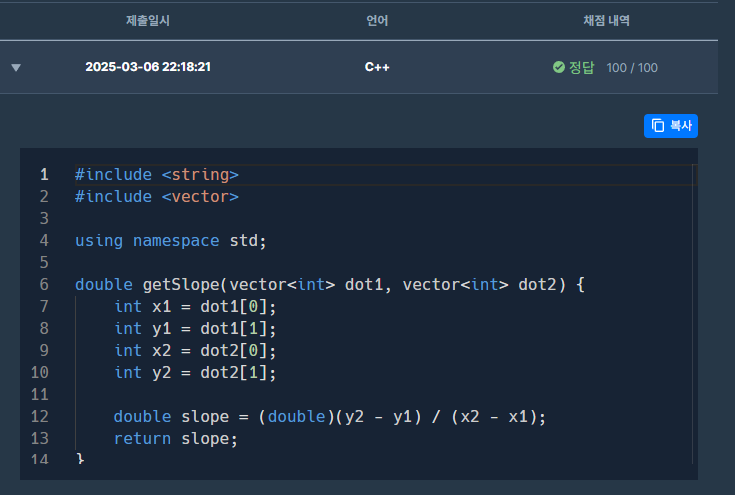 제출일시 언어 채점 내역
▼ 2025-03-06 22:18:21 C++ 정답 100 / 100
복사
1 #include <string>
2 #include <vector>
3
4 using namespace std;
5
6 double getSlope(vector<int> dot1, vector<int> dot2) {
7     int x1 = dot1[0];
8     int y1 = dot1[1];
9     int x2 = dot2[0];
10     int y2 = dot2[1];
11
12     double slope = (double)(y2 - y1) / (x2 - x1);
13     return slope;
14 }